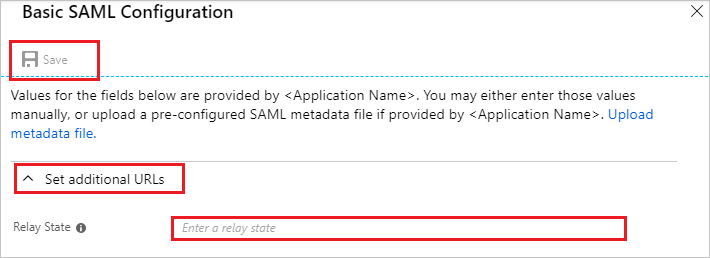 Basic SAML Configuration
Save
Values for the fields below are provided by <Application Name>. You may either enter those values
manually, or upload a pre-configured SAML metadata file if provided by <Application Name>. Upload
metadata file.
Set additional URLs
Relay State
Enter a relay state